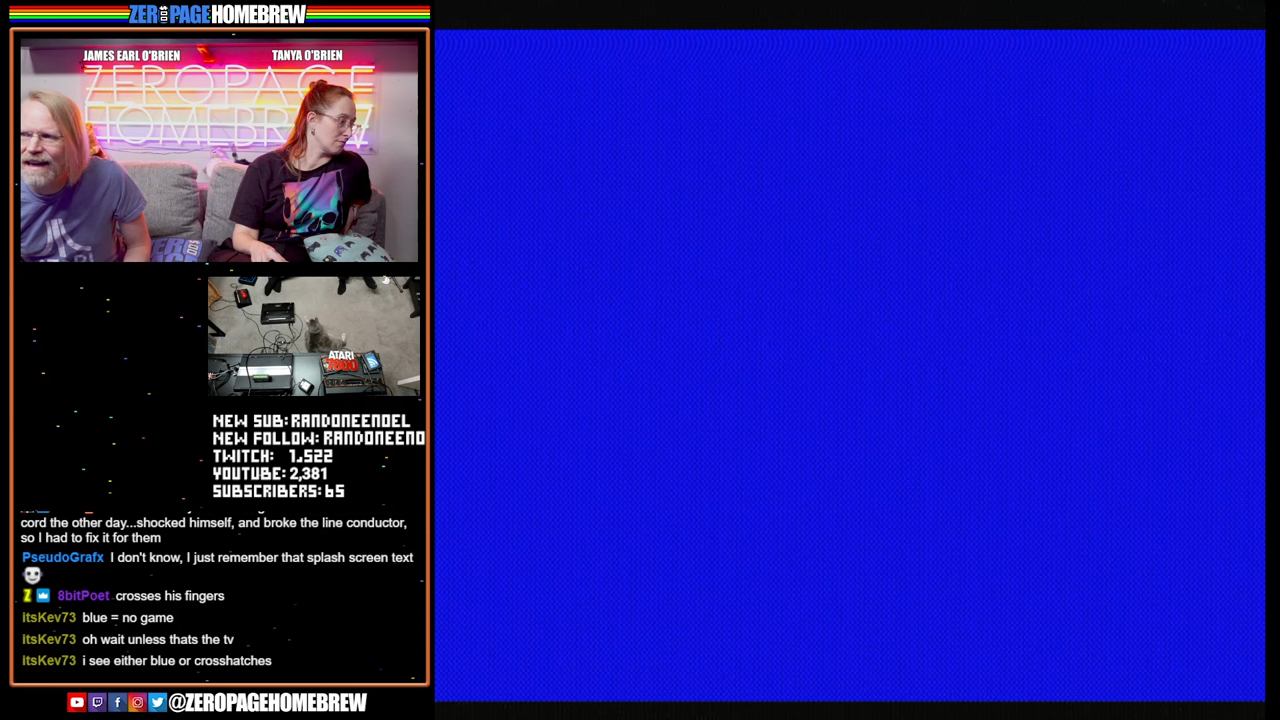 ZEROPAGEHOMEBREW
JAMES EARL O'BRIEN
TANYA O'BRIEN
ZEROPAGE
HOMEBREW
ATARI
NEW SUB: RANDONEENOEL
NEW FOLLOW: RANDONEENO
TWITCH: 1,522
YOUTUBE: 2,381
SUBSCRIBERS: 65
cord the other day...shocked himself, and broke the line conductor,
so I had to fix it for them
PseudoGrafx I don't know, I just remember that splash screen text
Z 8bitPoet crosses his fingers
itsKev73 blue = no game
itsKev73 oh wait unless thats the tv
itsKev73 i see either blue or crosshatches
@ZEROPAGEHOMEBREW